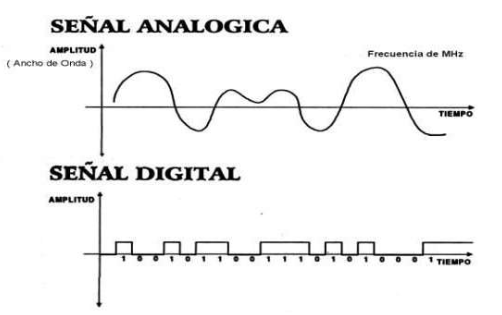 SEÑAL ANALOGICA
AMPLITUD
( Ancho de Onda )
Frecuencia de MHz
TIEMPO
SEÑAL DIGITAL
AMPLITUD
1 0 0 1 0 1 1 0 0 1 1 1 0 1 0 1 0 0 0 1 TIEMPO